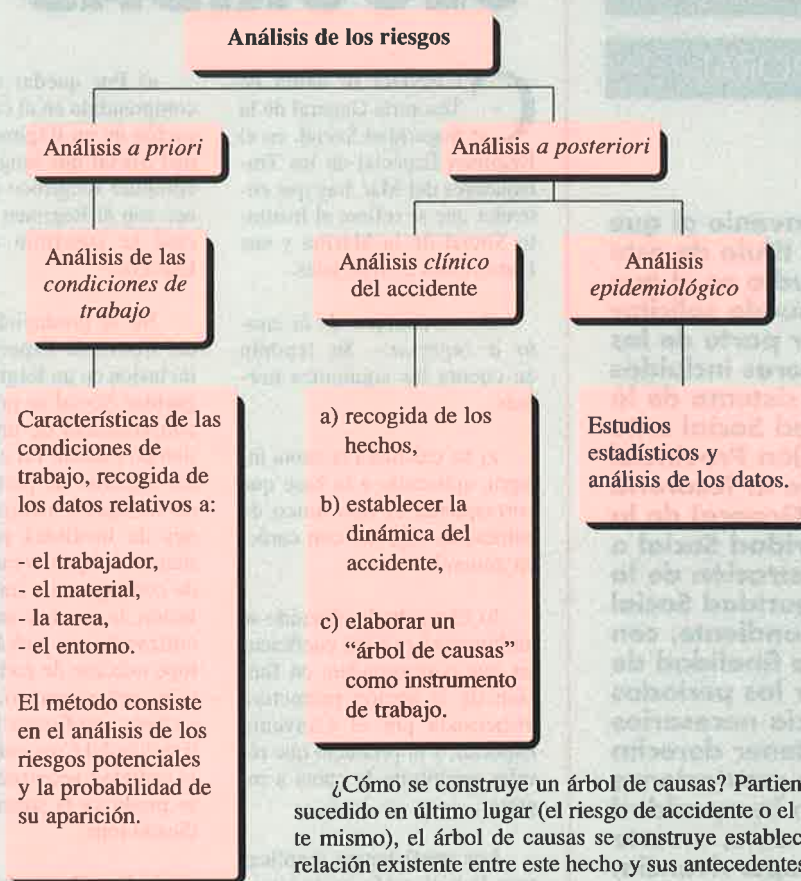 Análisis de los riesgos
Análisis a priori
Análisis a posteriori
Análisis de las
condiciones de
trabajo
Análisis clínico
del accidente
Análisis
epidemiológico
Características de las
condiciones de
trabajo, recogida de
los datos relativos a:
- el trabajador,
- el material,
- la tarea,
- el entorno.
El método consiste
en el análisis de los
riesgos potenciales
y la probabilidad de
su aparición.
a) recogida de los
hechos,
b) establecer la
dinámica del
accidente,
c) elaborar un
“árbol de causas”
como instrumento
de trabajo.
Estudios
estadísticos y
análisis de los datos.
¿Cómo se construye un árbol de causas? Partien
sucedido en último lugar (el riesgo de accidente o el
te mismo), el árbol de causas se construye establec
relación existente entre este hecho y sus antecedentes